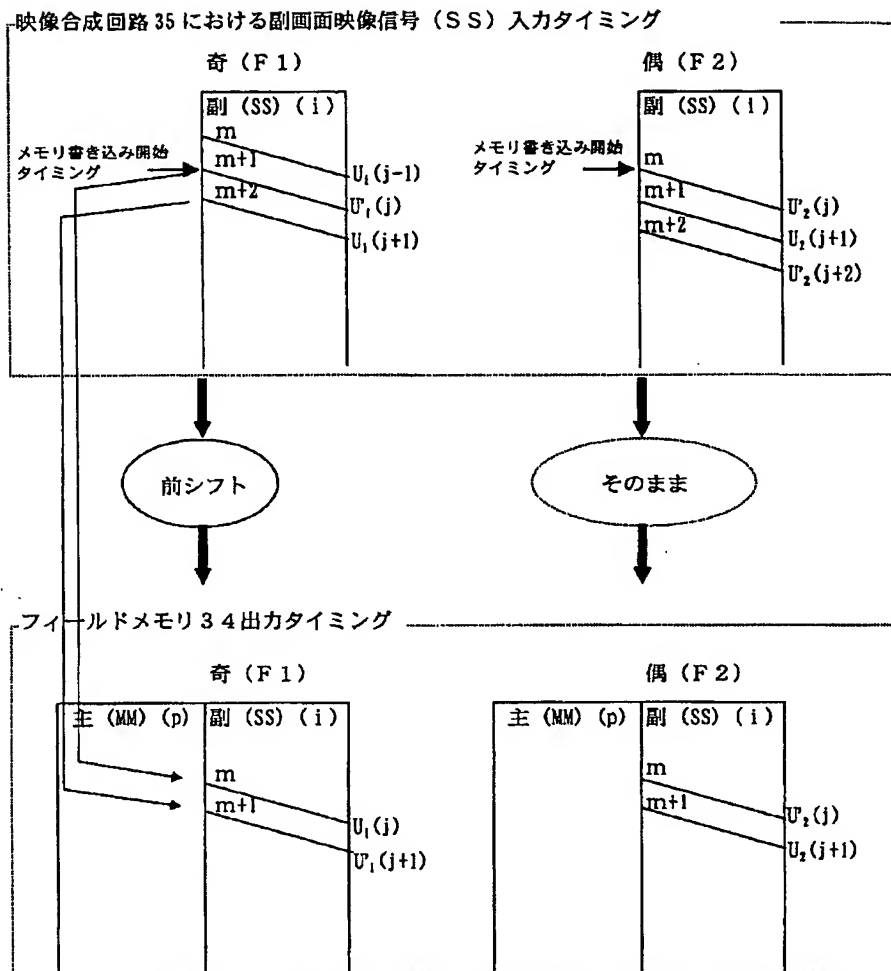 映像合成回路35における副画面映像信号(SS)入力タイミング
奇(F1)
偶(F2)
副(SS)(i)
m
メモリ書き込み開始
タイミング
m+1
m+2
U₁(j-1)
U'₁(j)
U₁(j+1)
副(SS)(i)
メモリ書き込み開始
タイミング
m
m+1
m+2
U'₂(j)
U₂(j+1)
U'₂(j+2)
前シフト
そのまま
フィールドメモリ34出力タイミング
奇(F1)
偶(F2)
主(MM)(p)
副(SS)(i)
m
m+1
U₁(j)
U'₁(j+1)
主(MM)(p)
副(SS)(i)
m
m+1
U'₂(j)
U₂(j+1)